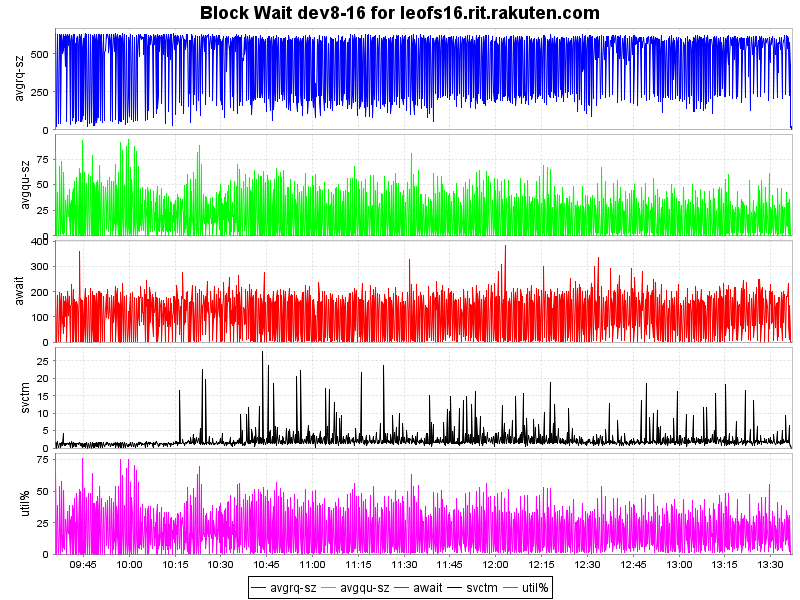 Block Wait dev8-16 for leofs16.rit.rakuten.com
avgrq-sz
500
250
0
avgqu-sz
75
50
25
0
await
400
300
200
100
0
svctm
25
20
15
10
5
0
util%
75
50
25
0
09:45 10:00 10:15 10:30 10:45 11:00 11:15 11:30 11:45 12:00 12:15 12:30 12:45 13:00 13:15 13:30
avgrq-sz avgqu-sz await svctm util%